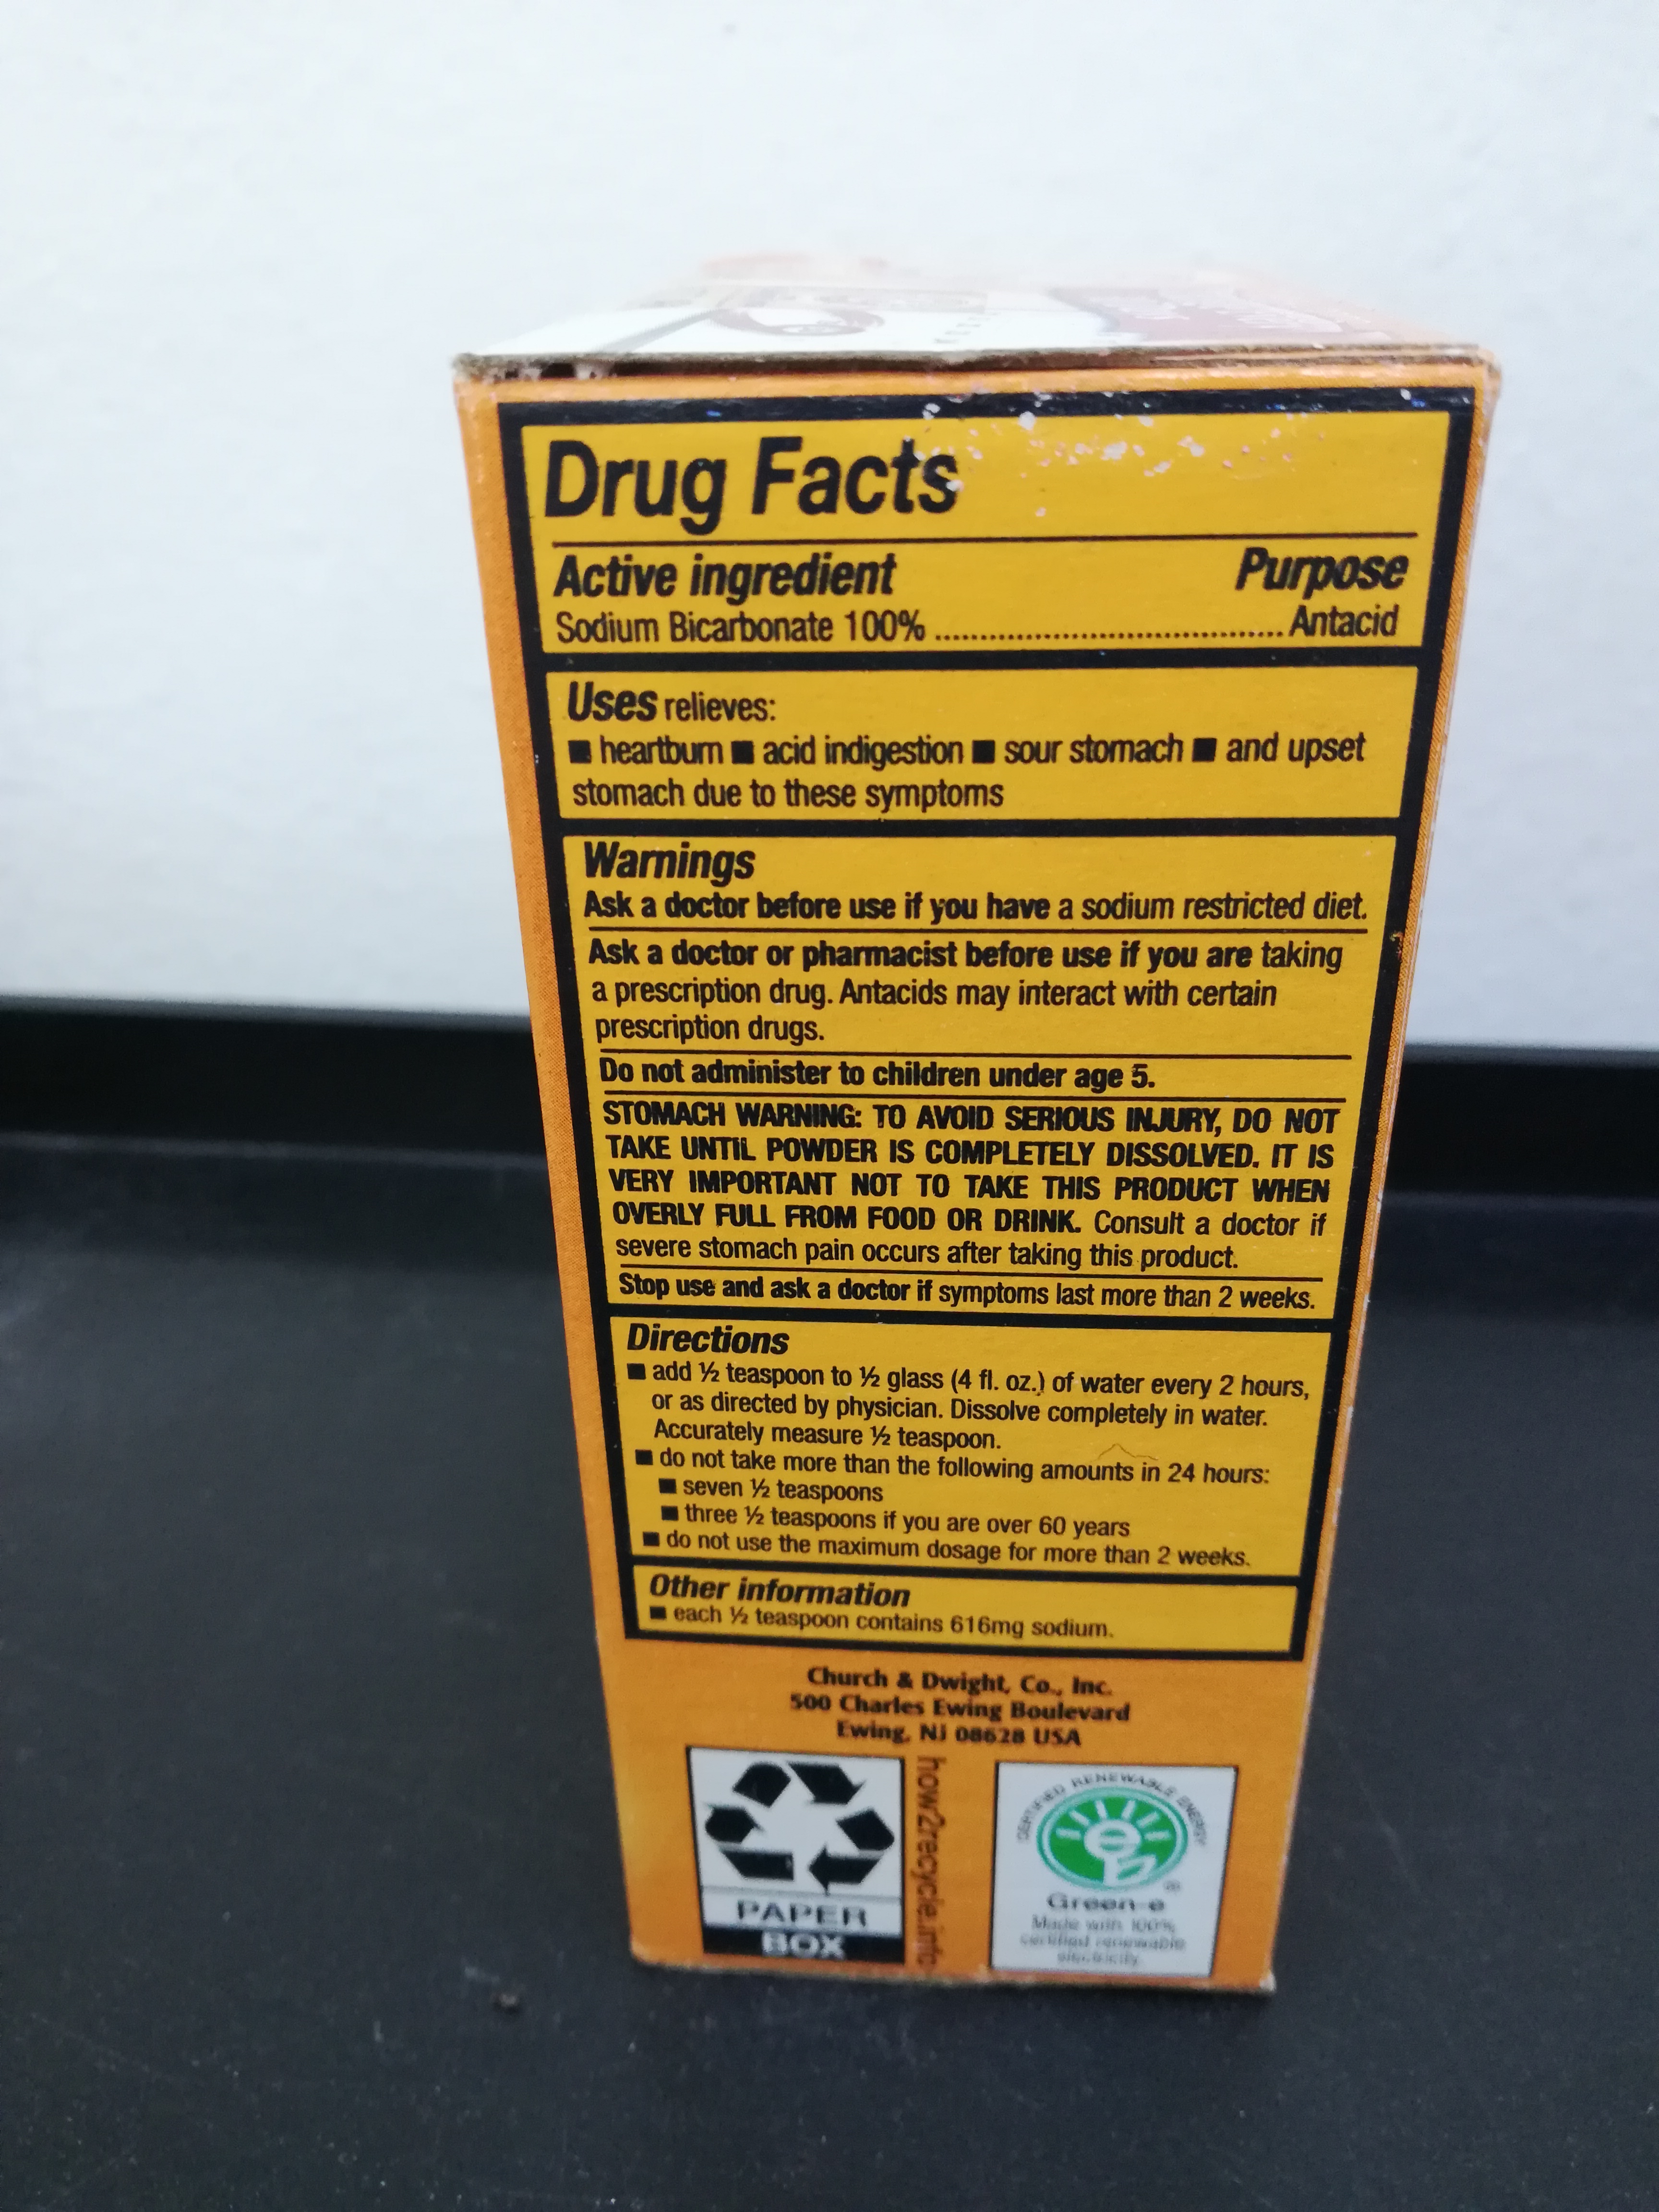 Drug Facts
Active ingredient Purpose
Sodium Bicarbonate 100% ...................................... Antacid
Uses relieves:
■ heartburn ■ acid indigestion ■ sour stomach ■ and upset
stomach due to these symptoms
Warnings
Ask a doctor before use if you have a sodium restricted diet.
Ask a doctor or pharmacist before use if you are taking
a prescription drug. Antacids may interact with certain
prescription drugs.
Do not administer to children under age 5.
STOMACH WARNING: TO AVOID SERIOUS INJURY, DO NOT
TAKE UNTIL POWDER IS COMPLETELY DISSOLVED. IT IS
VERY IMPORTANT NOT TO TAKE THIS PRODUCT WHEN
OVERLY FULL FROM FOOD OR DRINK. Consult a doctor if
severe stomach pain occurs after taking this product.
Stop use and ask a doctor if symptoms last more than 2 weeks.
Directions
■ add ½ teaspoon to ½ glass (4 fl. oz.) of water every 2 hours,
or as directed by physician. Dissolve completely in water.
Accurately measure ½ teaspoon.
■ do not take more than the following amounts in 24 hours:
■ seven ½ teaspoons
■ three ½ teaspoons if you are over 60 years
■ do not use the maximum dosage for more than 2 weeks.
Other information
■ each ½ teaspoon contains 616mg sodium.
Church & Dwight, Co., Inc.
500 Charles Ewing Boulevard
Ewing, NJ 08628 USA
PAPER
BOX
how2recycle.info
CERTIFIED RENEWABLE ENERGY
Green-e
Made with 100%
certified renewable
electricity